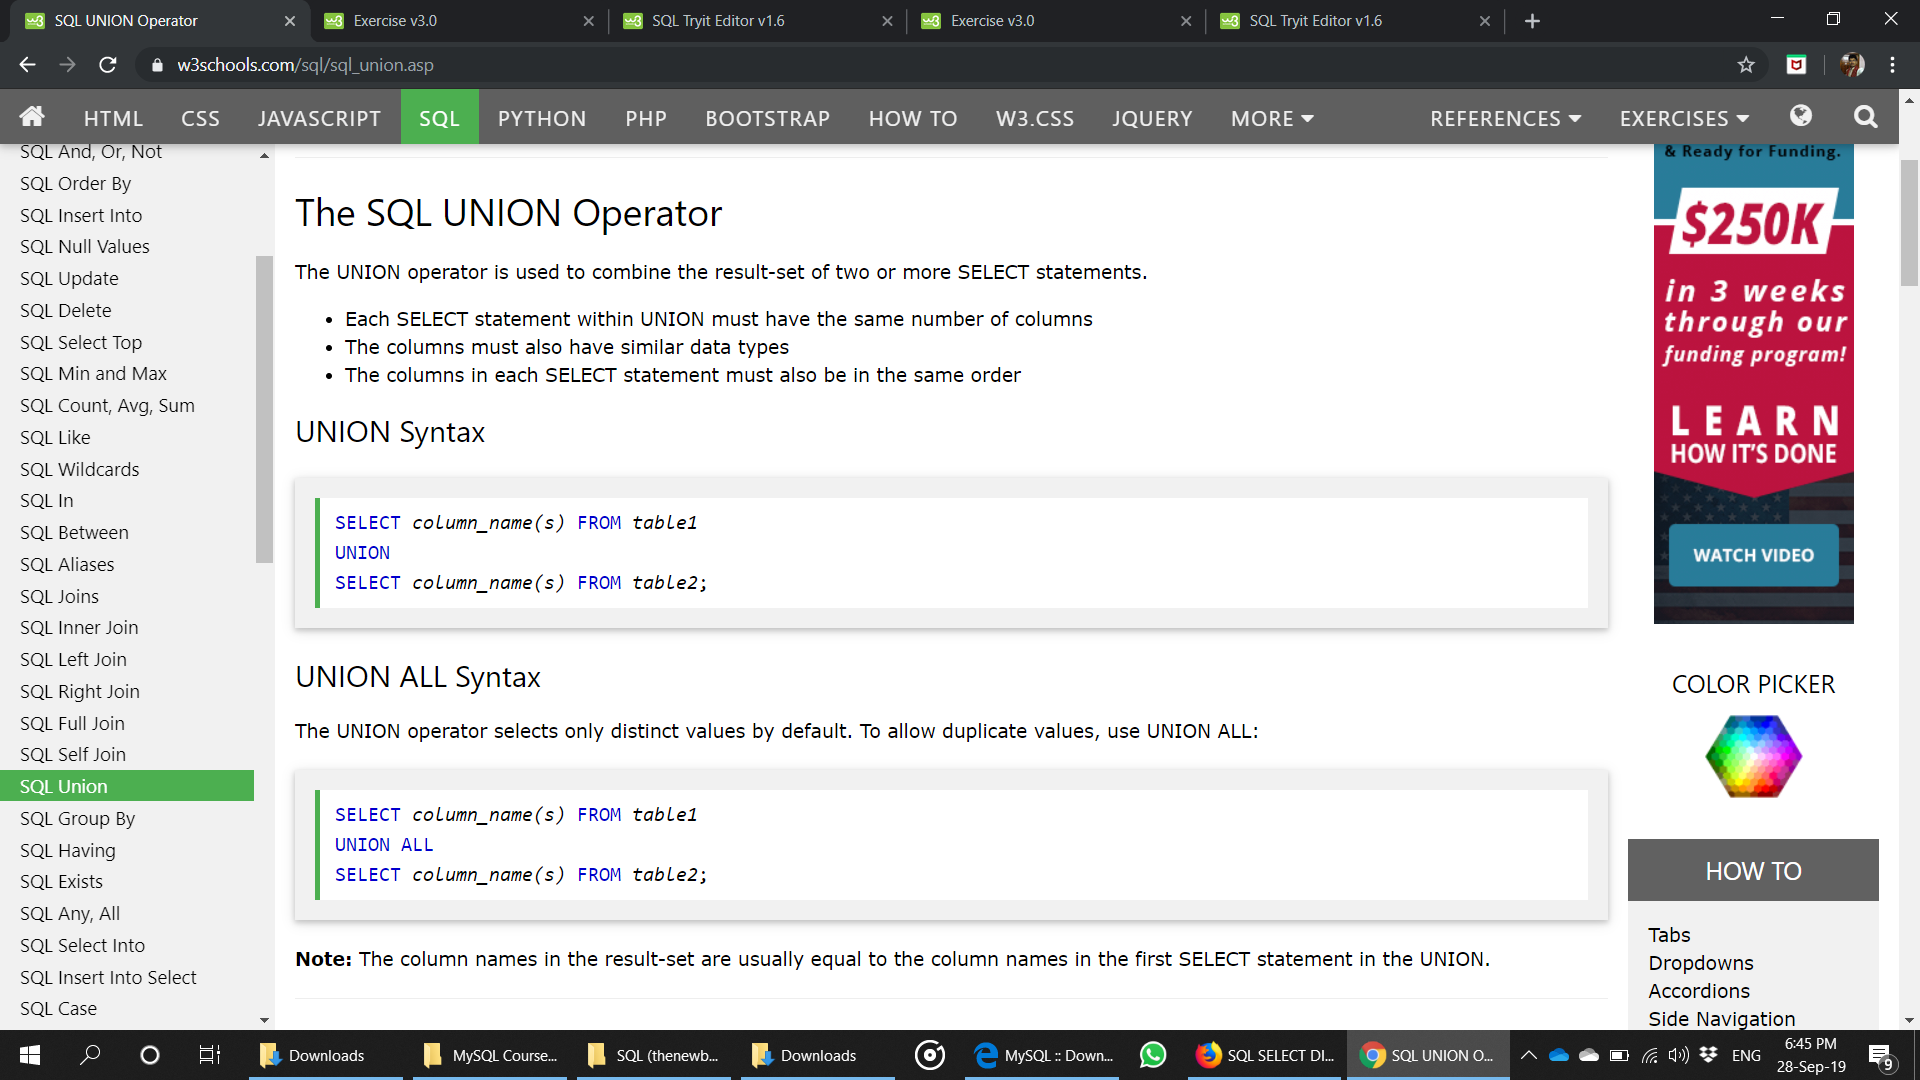 SQL UNION Operator
Exercise v3.0
SQL Tryit Editor v1.6
Exercise v3.0
SQL Tryit Editor v1.6
w3schools.com/sql/sql_union.asp
HTML CSS JAVASCRIPT SQL PYTHON PHP BOOTSTRAP HOW TO W3.CSS JQUERY MORE REFERENCES EXERCISES
SQL And, Or, Not
SQL Order By
SQL Insert Into
SQL Null Values
SQL Update
SQL Delete
SQL Select Top
SQL Min and Max
SQL Count, Avg, Sum
SQL Like
SQL Wildcards
SQL In
SQL Between
SQL Aliases
SQL Joins
SQL Inner Join
SQL Left Join
SQL Right Join
SQL Full Join
SQL Self Join
SQL Union
SQL Group By
SQL Having
SQL Exists
SQL Any, All
SQL Select Into
SQL Insert Into Select
SQL Case
The SQL UNION Operator
The UNION operator is used to combine the result-set of two or more SELECT statements.
• Each SELECT statement within UNION must have the same number of columns
• The columns must also have similar data types
• The columns in each SELECT statement must also be in the same order
UNION Syntax
SELECT column_name(s) FROM table1
UNION
SELECT column_name(s) FROM table2;
UNION ALL Syntax
The UNION operator selects only distinct values by default. To allow duplicate values, use UNION ALL:
SELECT column_name(s) FROM table1
UNION ALL
SELECT column_name(s) FROM table2;
Note: The column names in the result-set are usually equal to the column names in the first SELECT statement in the UNION.
& Ready for Funding.
$250K
in 3 weeks
through our
funding program!
LEARN
HOW IT'S DONE
WATCH VIDEO
COLOR PICKER
HOW TO
Tabs
Dropdowns
Accordions
Side Navigation
Downloads
MySQL Course...
SQL (thenewb...
Downloads
MySQL :: Down...
SQL SELECT DI...
SQL UNION O...
ENG
6:45 PM
28-Sep-19
9